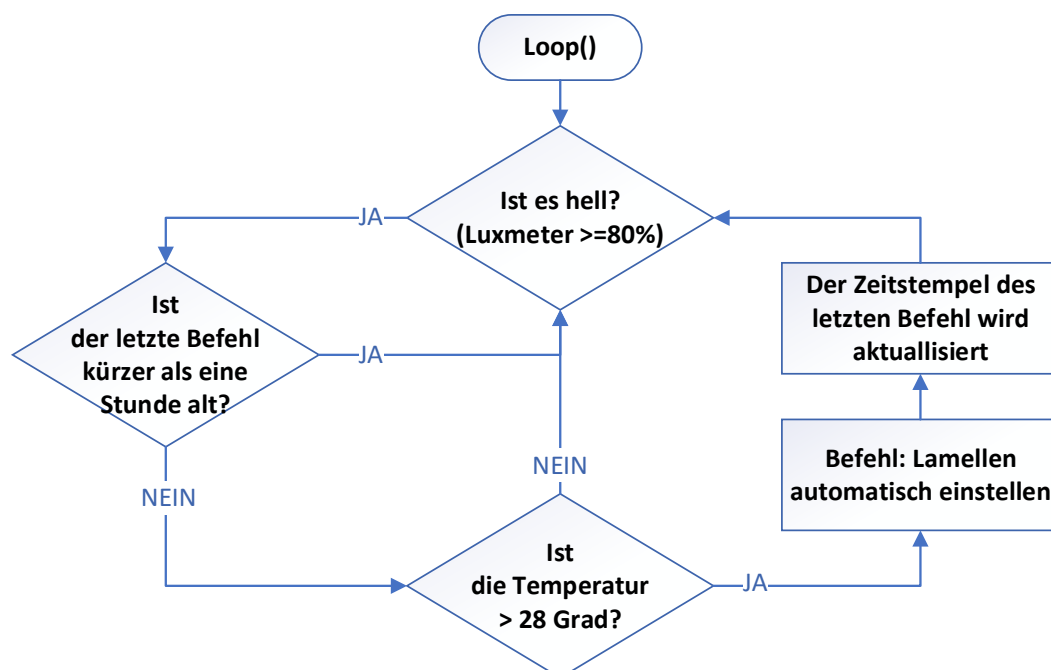 Loop()
Ist es hell?
(Luxmeter >=80%)
JA
Ist
der letzte Befehl
kürzer als eine
Stunde alt?
JA
NEIN
Ist
die Temperatur
> 28 Grad?
NEIN
JA
Befehl: Lamellen
automatisch einstellen
Der Zeitstempel des
letzten Befehl wird
aktuallisiert